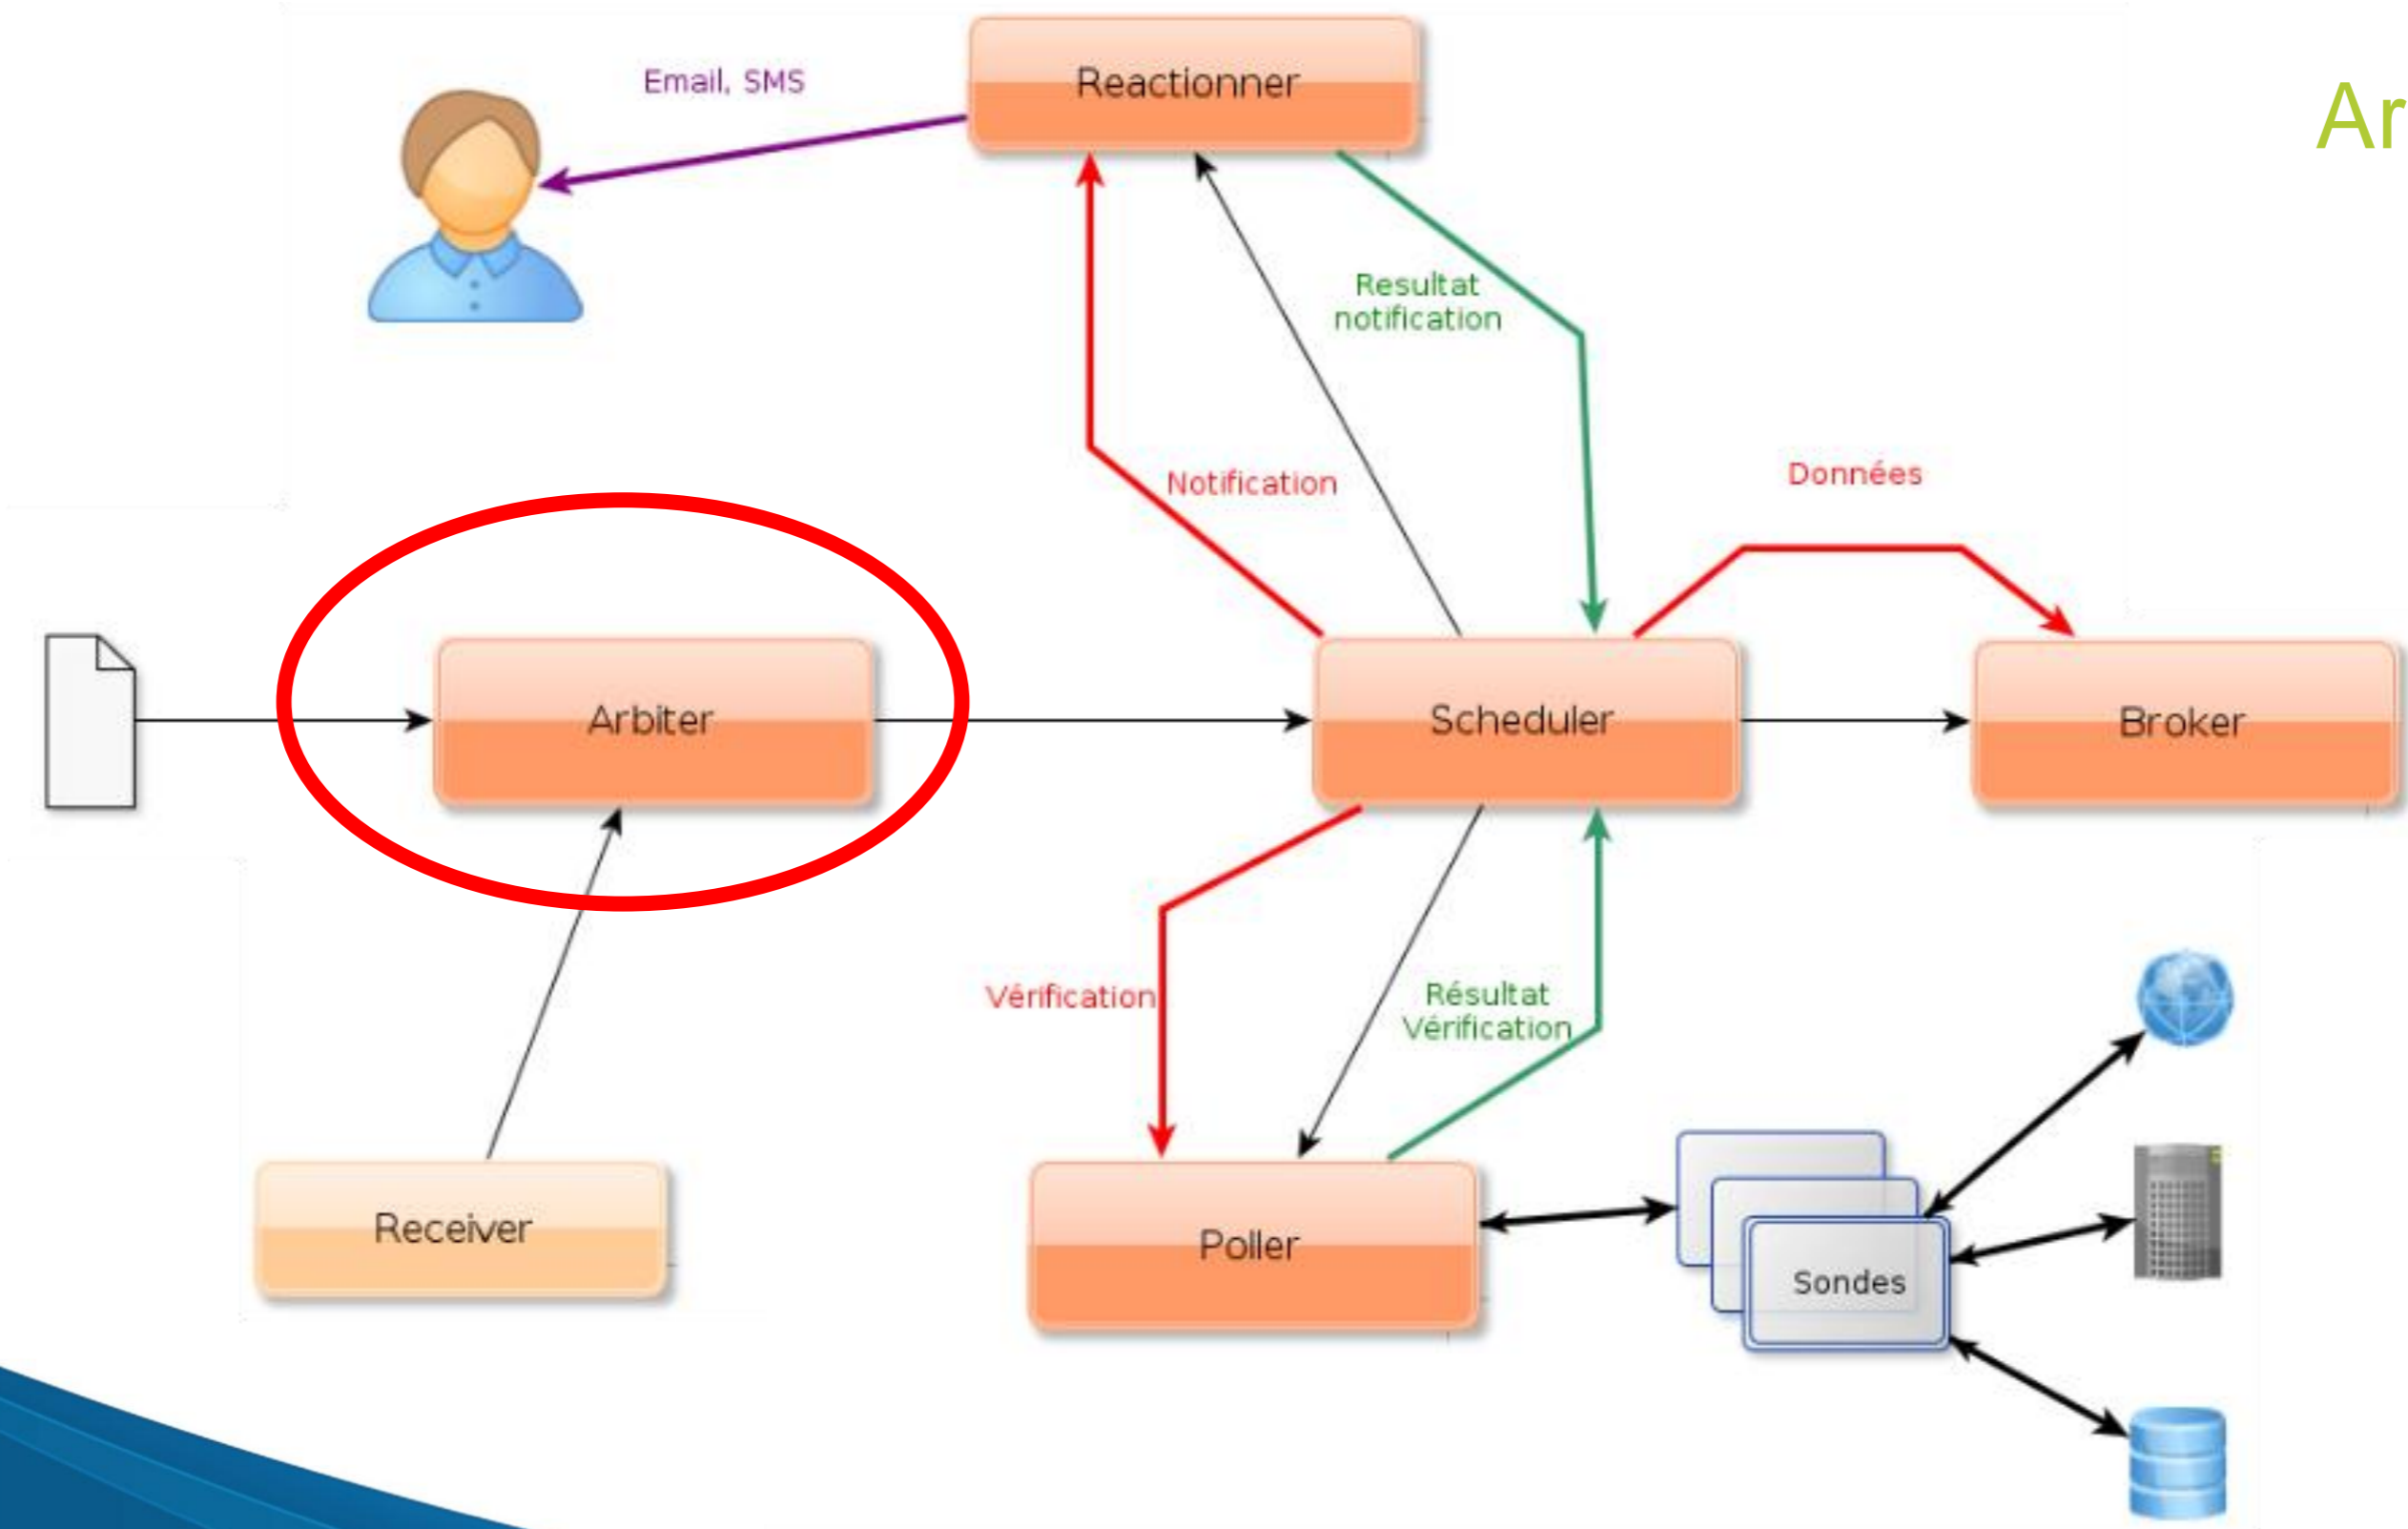 Email, SMS
Reactionner
Ar
Resultat
notification
Notification
Données
Arbiter
Scheduler
Broker
Vérification
Résultat
Vérification
Receiver
Poller
Sondes